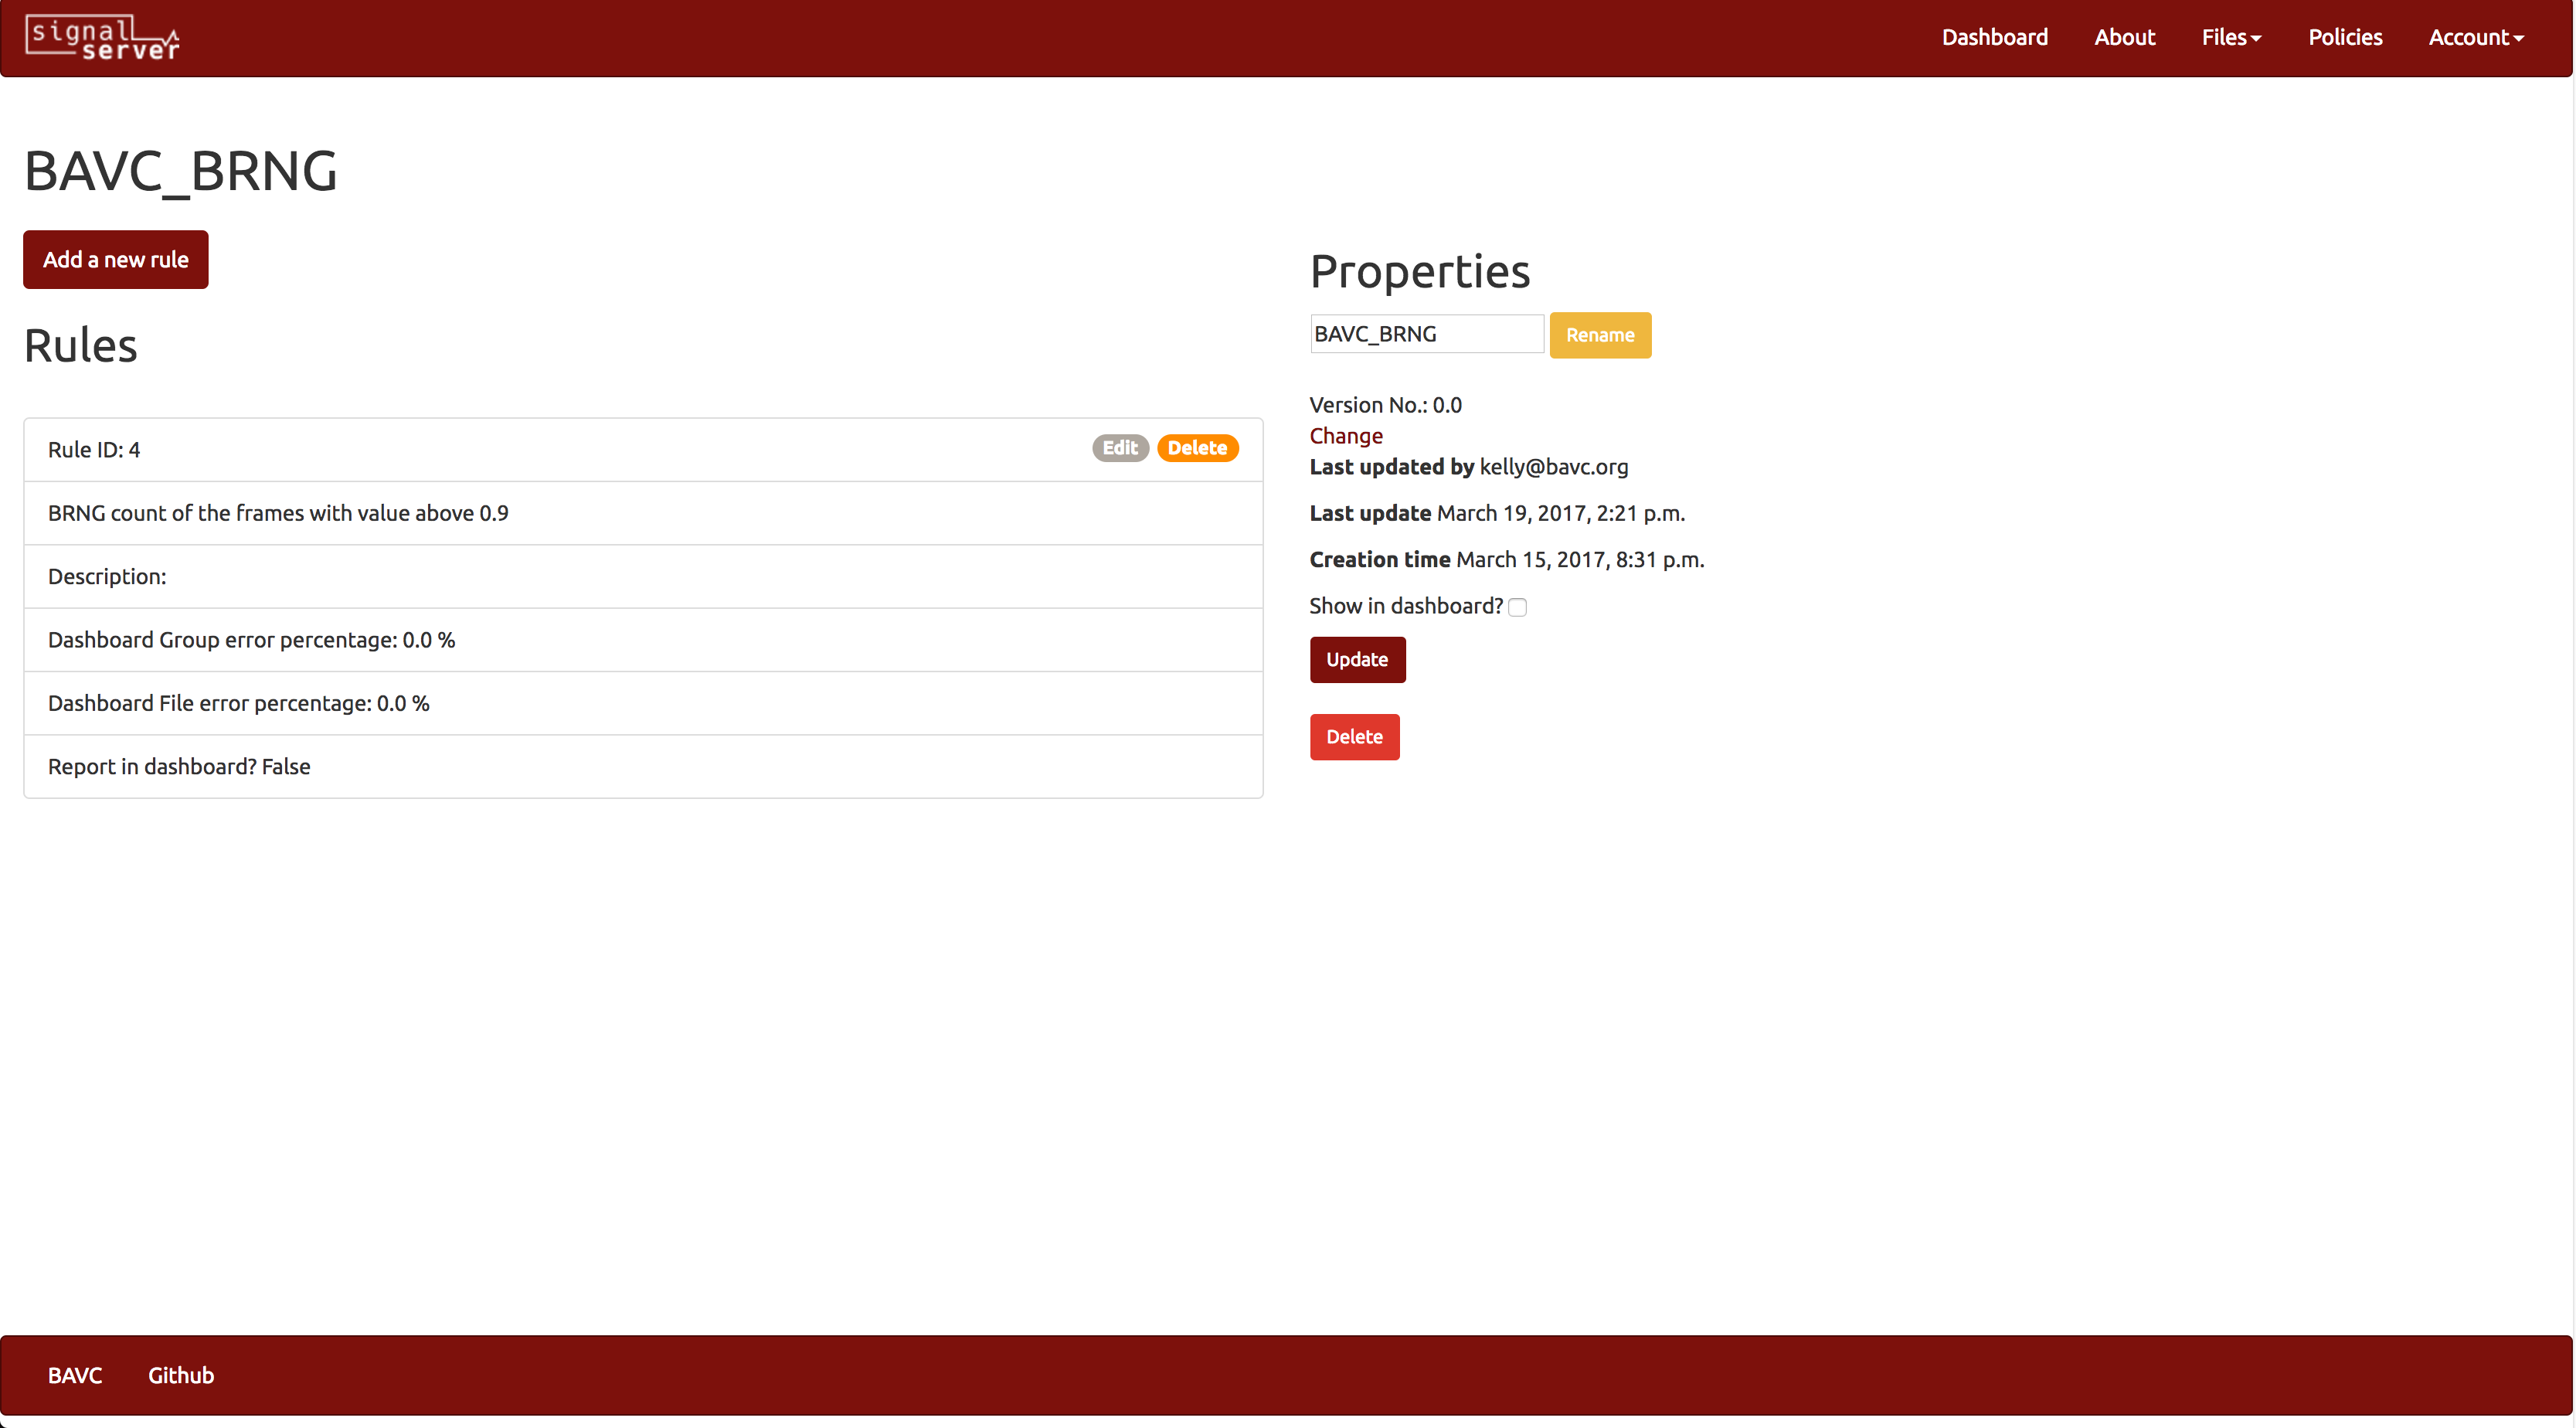 signal
server
Dashboard About Files Policies Account
BAVC_BRNG
Add a new rule
Rules
Rule ID: 4 Edit Delete
BRNG count of the frames with value above 0.9
Description:
Dashboard Group error percentage: 0.0 %
Dashboard File error percentage: 0.0 %
Report in dashboard? False
Properties
BAVC_BRNG Rename
Version No.: 0.0
Change
Last updated by kelly@bavc.org
Last update March 19, 2017, 2:21 p.m.
Creation time March 15, 2017, 8:31 p.m.
Show in dashboard?
Update
Delete
BAVC Github